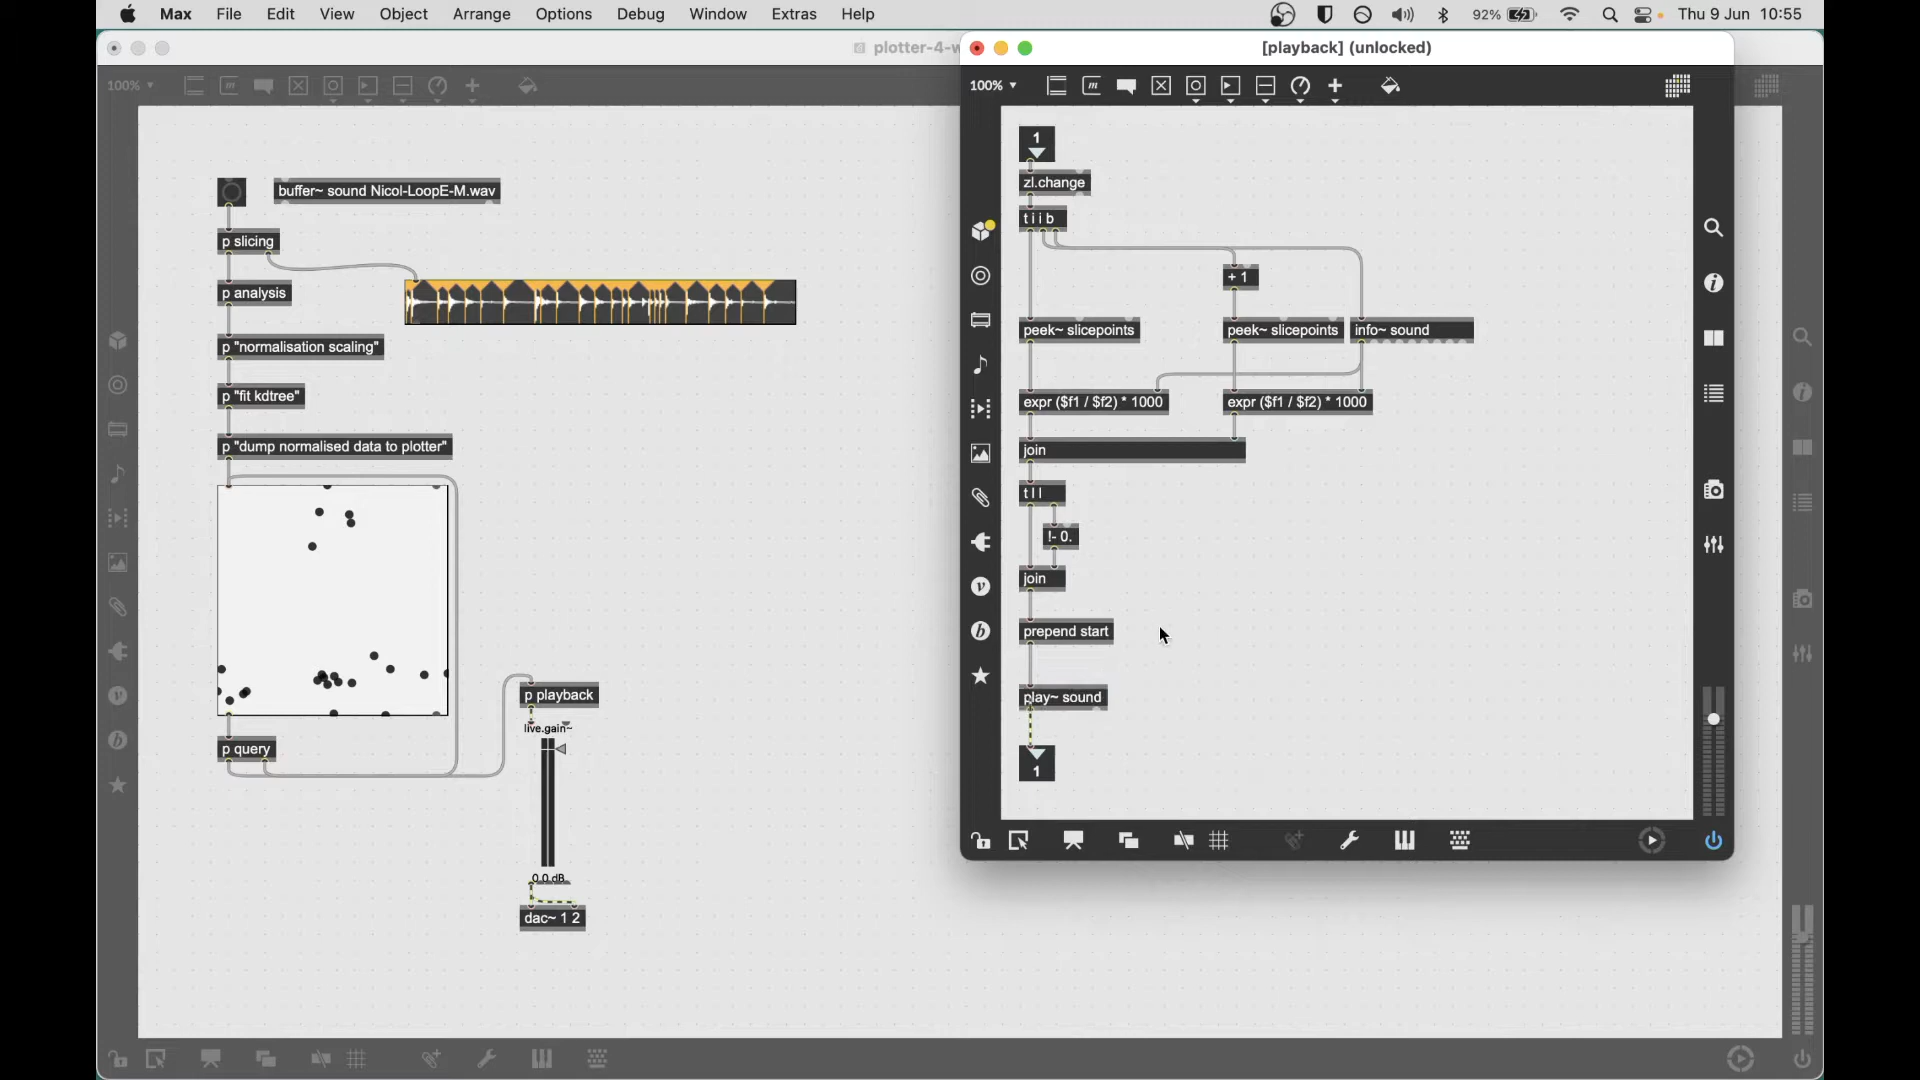 Max File Edit View Object Arrange Options Debug Window Extras Help 92% Thu 9 Jun 10:55
plotter-4-w
[playback] (unlocked)
100%
100%
buffer~ sound Nicol-LoopE-M.wav
p slicing
p analysis
p "normalisation scaling"
p "fit kdtree"
p "dump normalised data to plotter"
p query
p playback
live.gain~
0.0 dB
dac~ 1 2
1
zl.change
t i i b
+ 1
peek~ slicepoints
peek~ slicepoints
info~ sound
expr ($f1 / $f2) * 1000
expr ($f1 / $f2) * 1000
join
t l l
!- 0.
join
prepend start
play~ sound
1